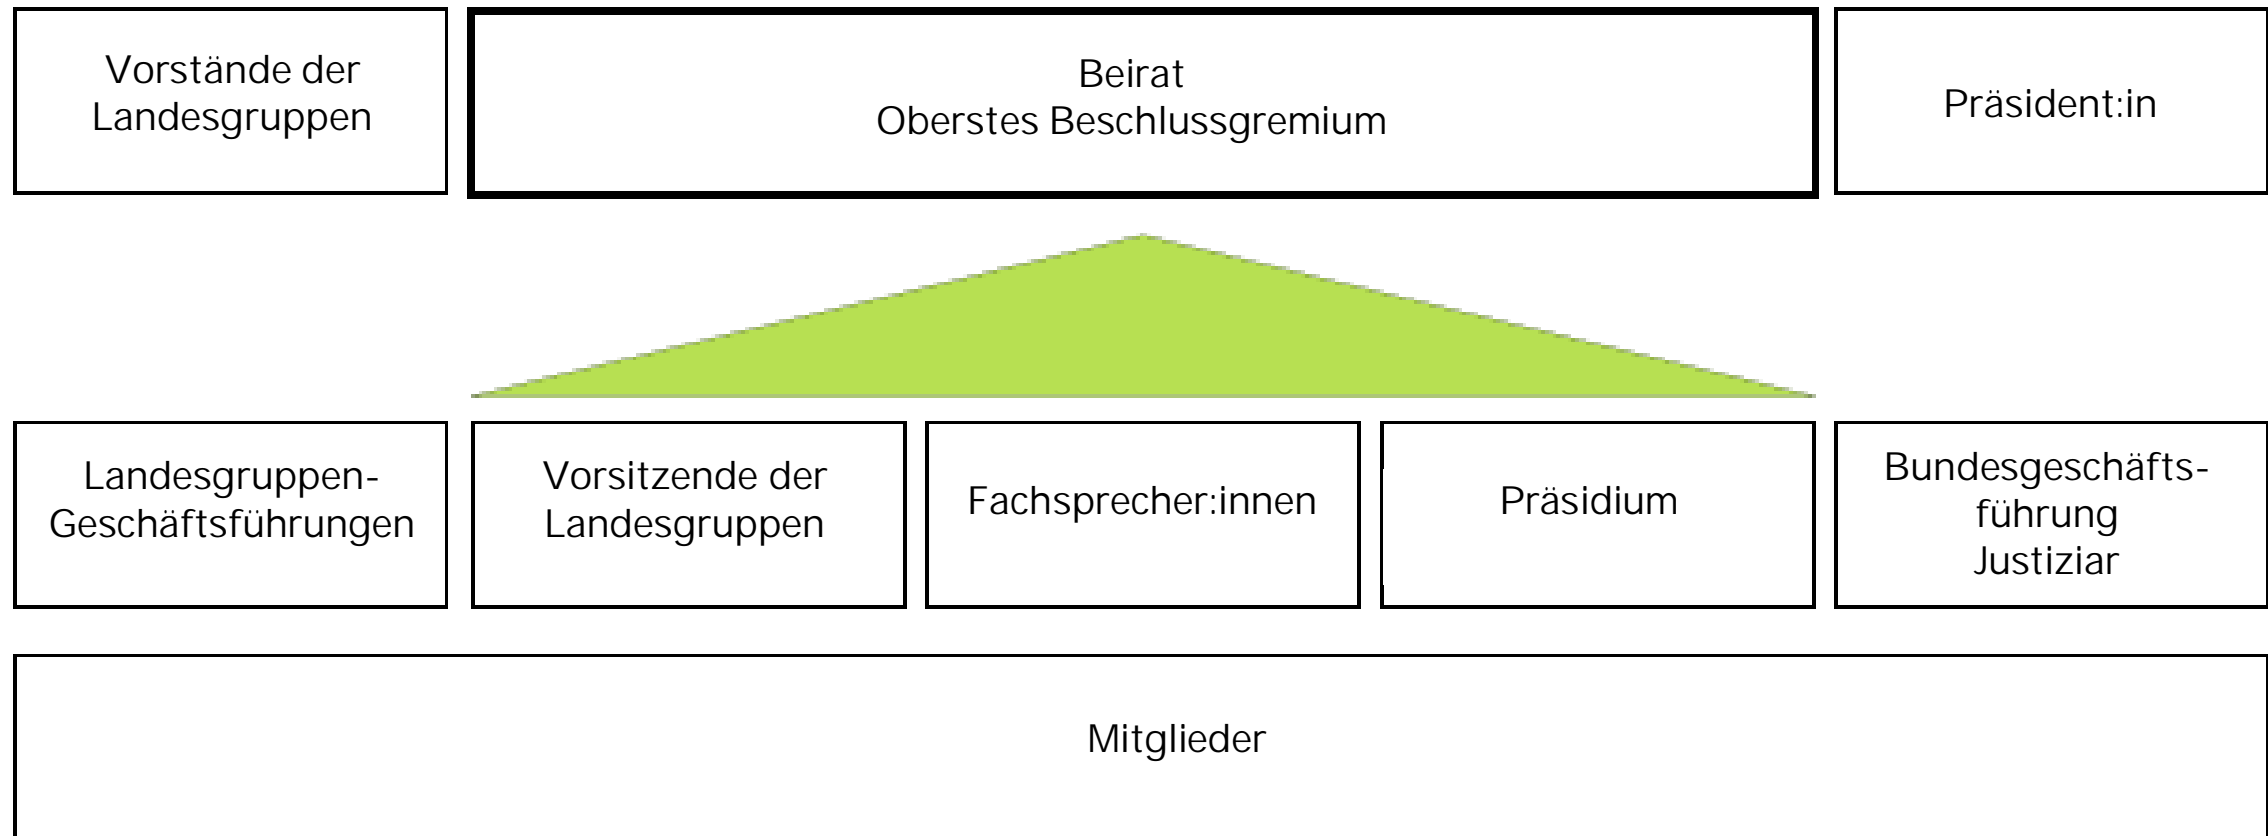 Vorstände der
Landesgruppen
Beirat
Oberstes Beschlussgremium
Präsident:in
Landesgruppen-
Geschäftsführungen
Vorsitzende der
Landesgruppen
Fachsprecher:innen
Präsidium
Bundesgeschäfts-
führung
Justiziar
Mitglieder